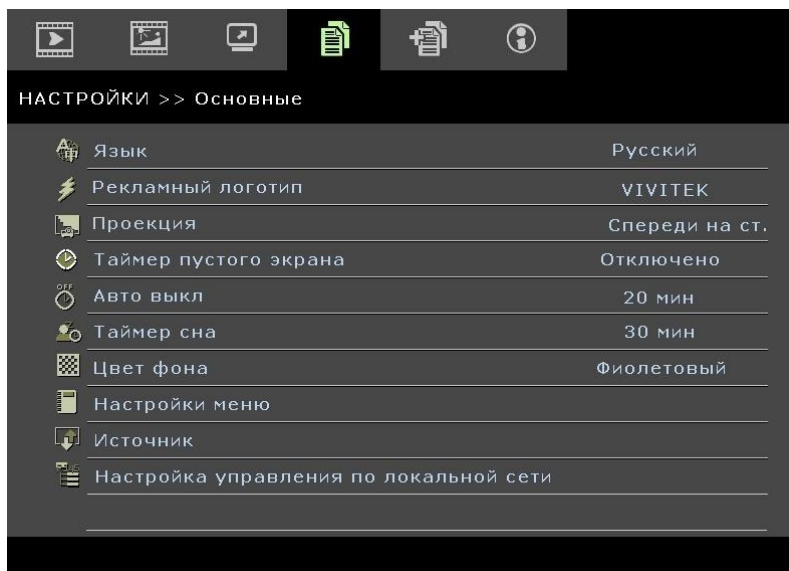 НАСТРОЙКИ >> Основные
Язык Русский
Рекламный логотип VIVITEK
Проекция Спереди на ст.
Таймер пустого экрана Отключено
OFF
Авто выкл 20 мин
Таймер сна 30 мин
Цвет фона Фиолетовый
Настройки меню
Источник
Настройка управления по локальной сети